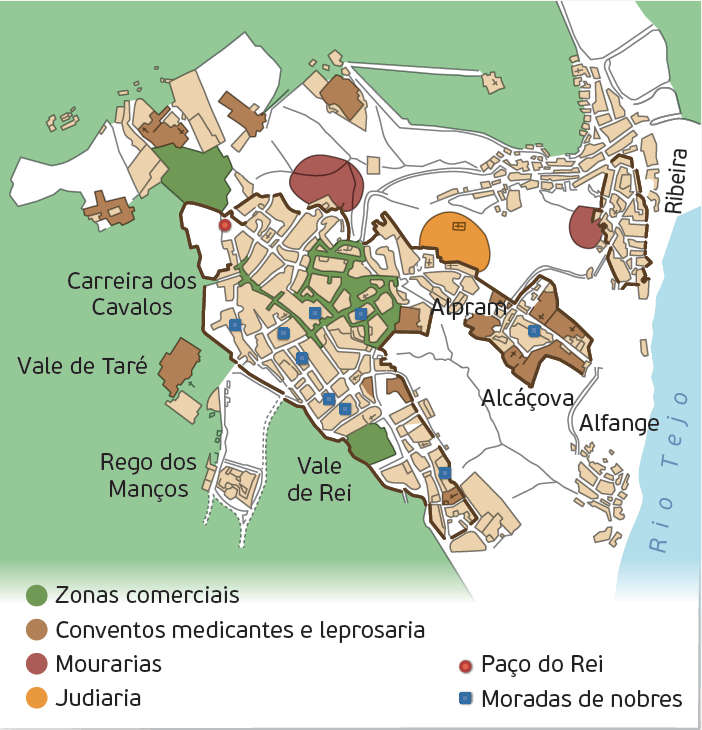 Ribeira
Carreira dos
Cavalos
Alpram
Vale de Taré
Alcáçova
Alfange
Rego dos
Manços
Vale
de Rei
Rio Tejo
Zonas comerciais
Conventos medicantes e leprosaria
Mourarias
Judiaria
Paço do Rei
Moradas de nobres